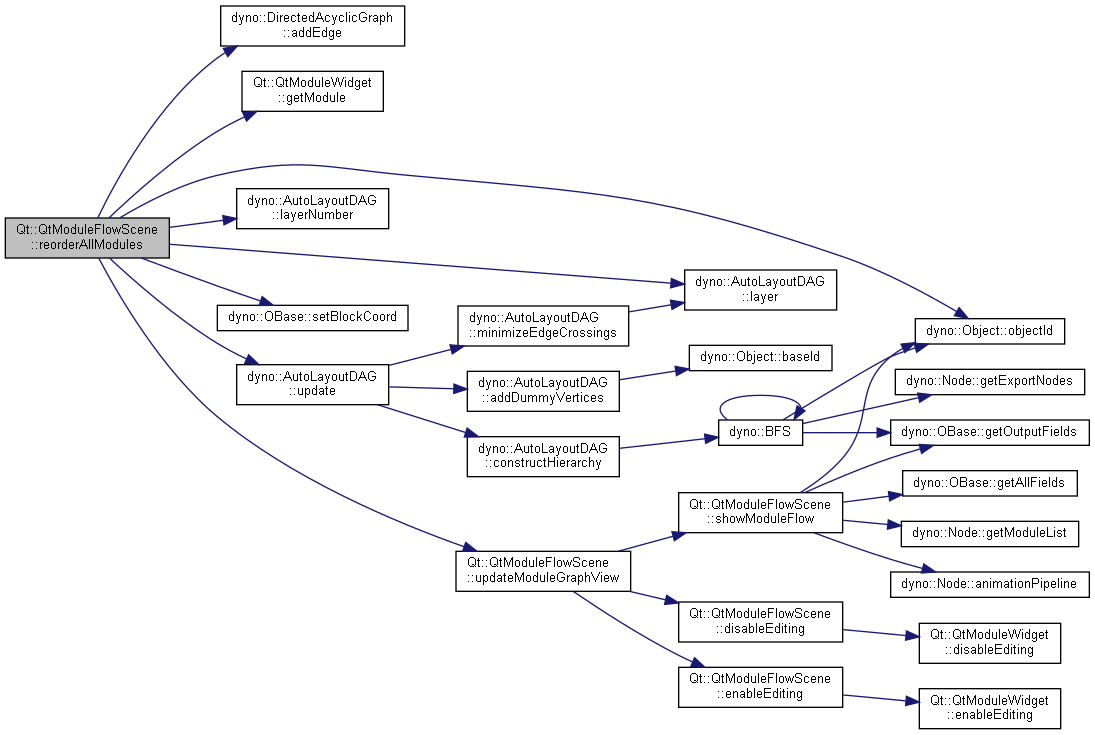 dyno::DirectedAcyclicGraph
::addEdge
Qt::QtModuleWidget
::getModule
dyno::AutoLayoutDAG
::layerNumber
Qt::QtModuleFlowScene
::reorderAllModules
dyno::AutoLayoutDAG
::layer
dyno::OBase::setBlockCoord
dyno::AutoLayoutDAG
::minimizeEdgeCrossings
dyno::Object::objectId
dyno::Object::baseId
dyno::AutoLayoutDAG
::update
dyno::AutoLayoutDAG
::addDummyVertices
dyno::Node::getExportNodes
dyno::BFS
dyno::OBase::getOutputFields
dyno::AutoLayoutDAG
::constructHierarchy
dyno::OBase::getAllFields
Qt::QtModuleFlowScene
::showModuleFlow
dyno::Node::getModuleList
Qt::QtModuleFlowScene
::updateModuleGraphView
dyno::Node::animationPipeline
Qt::QtModuleFlowScene
::disableEditing
Qt::QtModuleWidget
::disableEditing
Qt::QtModuleFlowScene
::enableEditing
Qt::QtModuleWidget
::enableEditing